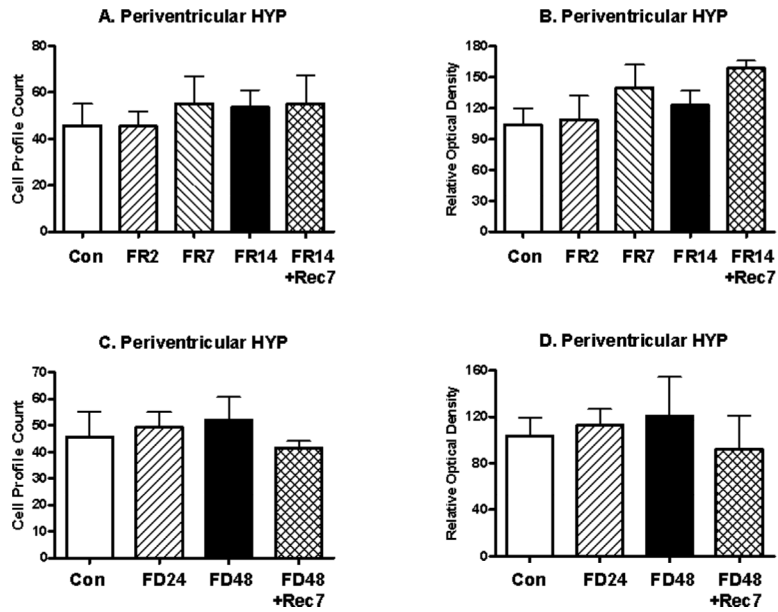 A. Periventricular HYP
Cell Profile Count
80
60
40
20
0
Con FR2 FR7 FR14 FR14
+Rec7
B. Periventricular HYP
Relative Optical Density
180
150
120
90
60
30
0
Con FR2 FR7 FR14 FR14
+Rec7
C. Periventricular HYP
Cell Profile Count
70
60
50
40
30
20
10
0
Con FD24 FD48 FD48
+Rec7
D. Periventricular HYP
Relative Optical Density
160
120
80
40
0
Con FD24 FD48 FD48
+Rec7